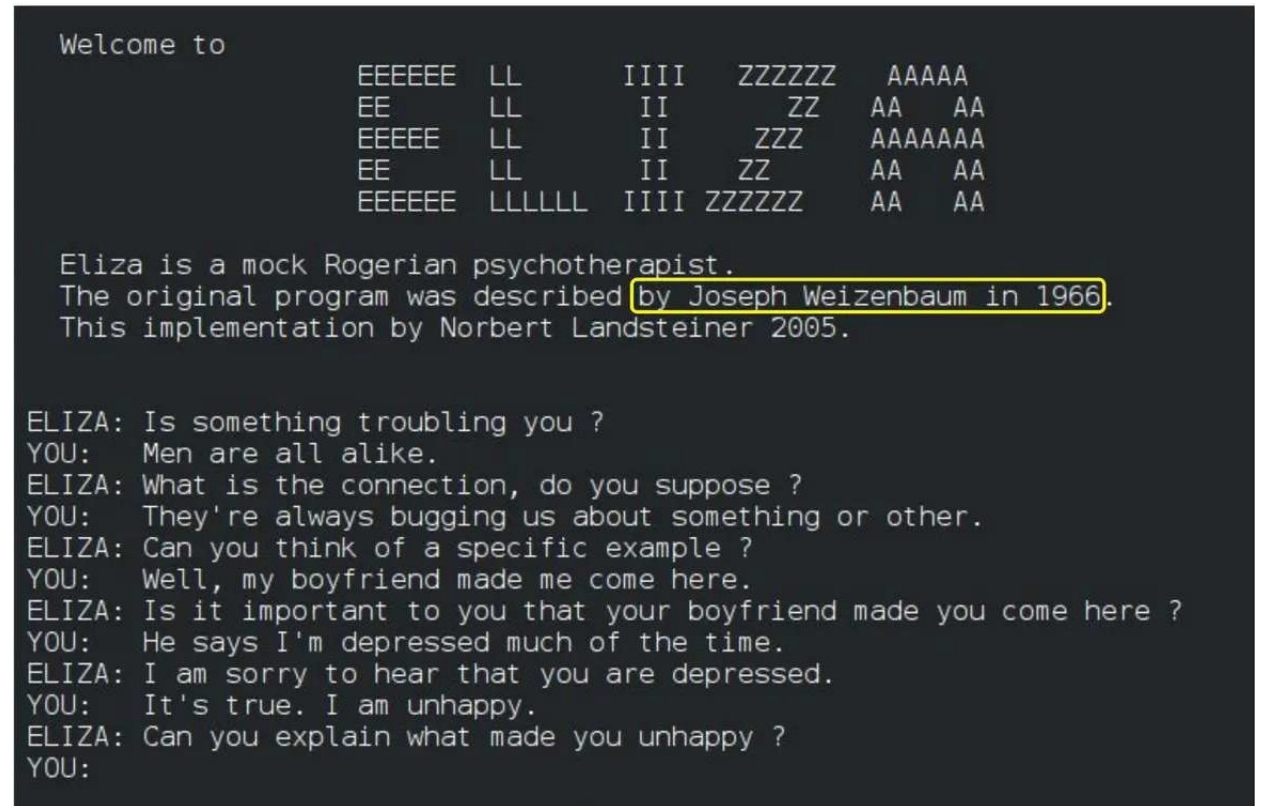 Welcome to
EEEEEE  LL      IIII   ZZZZZZ   AAAAA
EE      LL       II       ZZ   AA   AA
EEEEE   LL       II     ZZZ    AAAAAAA
EE      LL       II    ZZ      AA   AA
EEEEEE  LLLLLL  IIII ZZZZZZ    AA   AA
Eliza is a mock Rogerian psychotherapist.
The original program was described by Joseph Weizenbaum in 1966.
This implementation by Norbert Landsteiner 2005.
ELIZA: Is something troubling you ?
YOU:   Men are all alike.
ELIZA: What is the connection, do you suppose ?
YOU:   They're always bugging us about something or other.
ELIZA: Can you think of a specific example ?
YOU:   Well, my boyfriend made me come here.
ELIZA: Is it important to you that your boyfriend made you come here ?
YOU:   He says I'm depressed much of the time.
ELIZA: I am sorry to hear that you are depressed.
YOU:   It's true. I am unhappy.
ELIZA: Can you explain what made you unhappy ?
YOU: